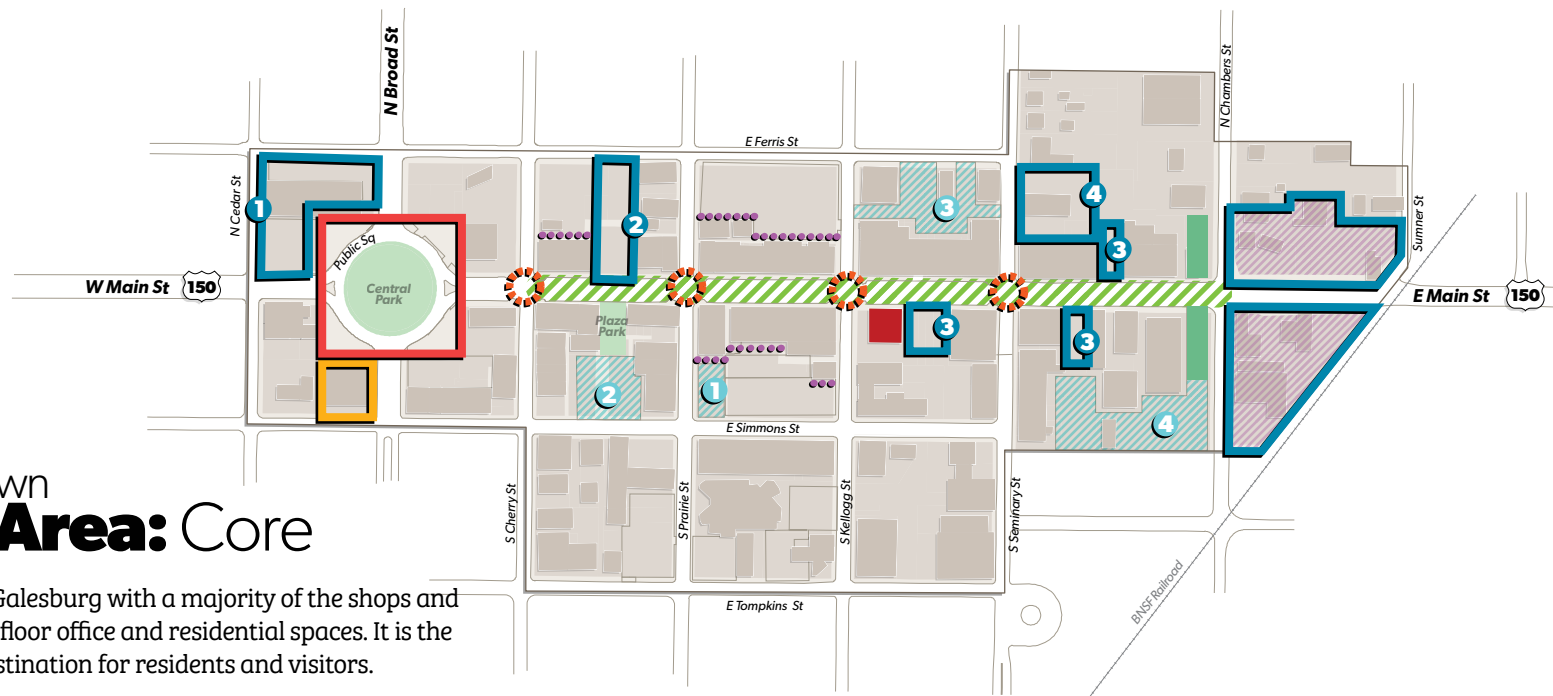 N Broad St
N Chambers St
E Ferris St
N Cedar St
1
2
3
4
3
Sumner St
Public Sq
Central
Park
W Main St 150
E Main St 150
Plaza
Park
3
3
2
1
4
E Simmons St
S Cherry St
S Prairie St
S Kellogg St
S Seminary St
wn
Area: Core
BNSF Railroad
Galesburg with a majority of the shops and
floor office and residential spaces. It is the
stination for residents and visitors.
E Tompkins St